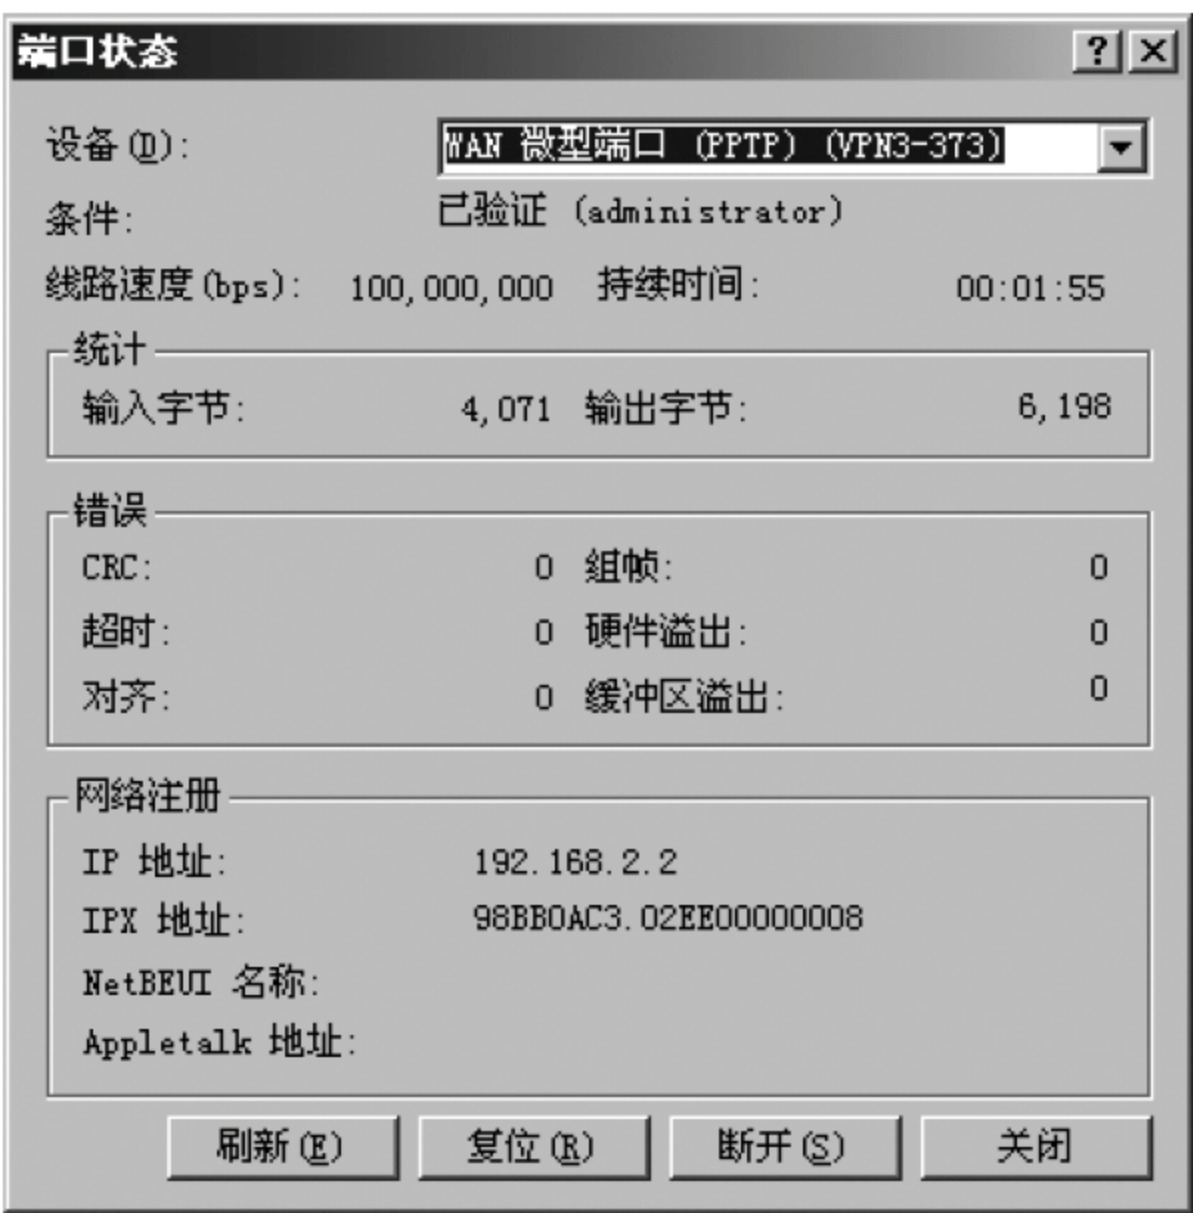 端口状态
设备(D): WAN 微型端口 (PPTP) (VPN3-373)
条件: 已验证 (administrator)
线路速度(bps): 100,000,000 持续时间: 00:01:55
统计
输入字节: 4,071 输出字节: 6,198
错误
CRC: 0 组帧: 0
超时: 0 硬件溢出: 0
对齐: 0 缓冲区溢出: 0
网络注册
IP 地址: 192.168.2.2
IPX 地址: 98BB0AC3.02EE00000008
NetBEUI 名称:
Appletalk 地址:
刷新(E) 复位(R) 断开(S) 关闭